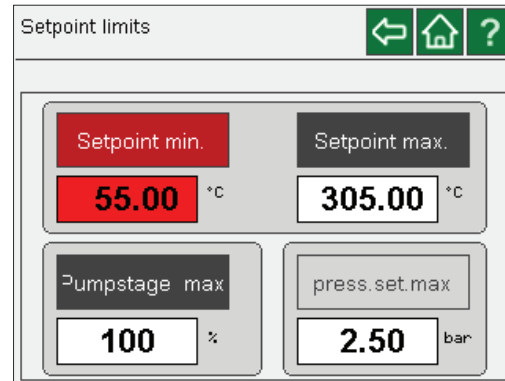 Setpoint limits ?
Setpoint min. Setpoint max.
55.00 °C 305.00 °C
Pumpstage max press.set.max
100 % 2.50 bar